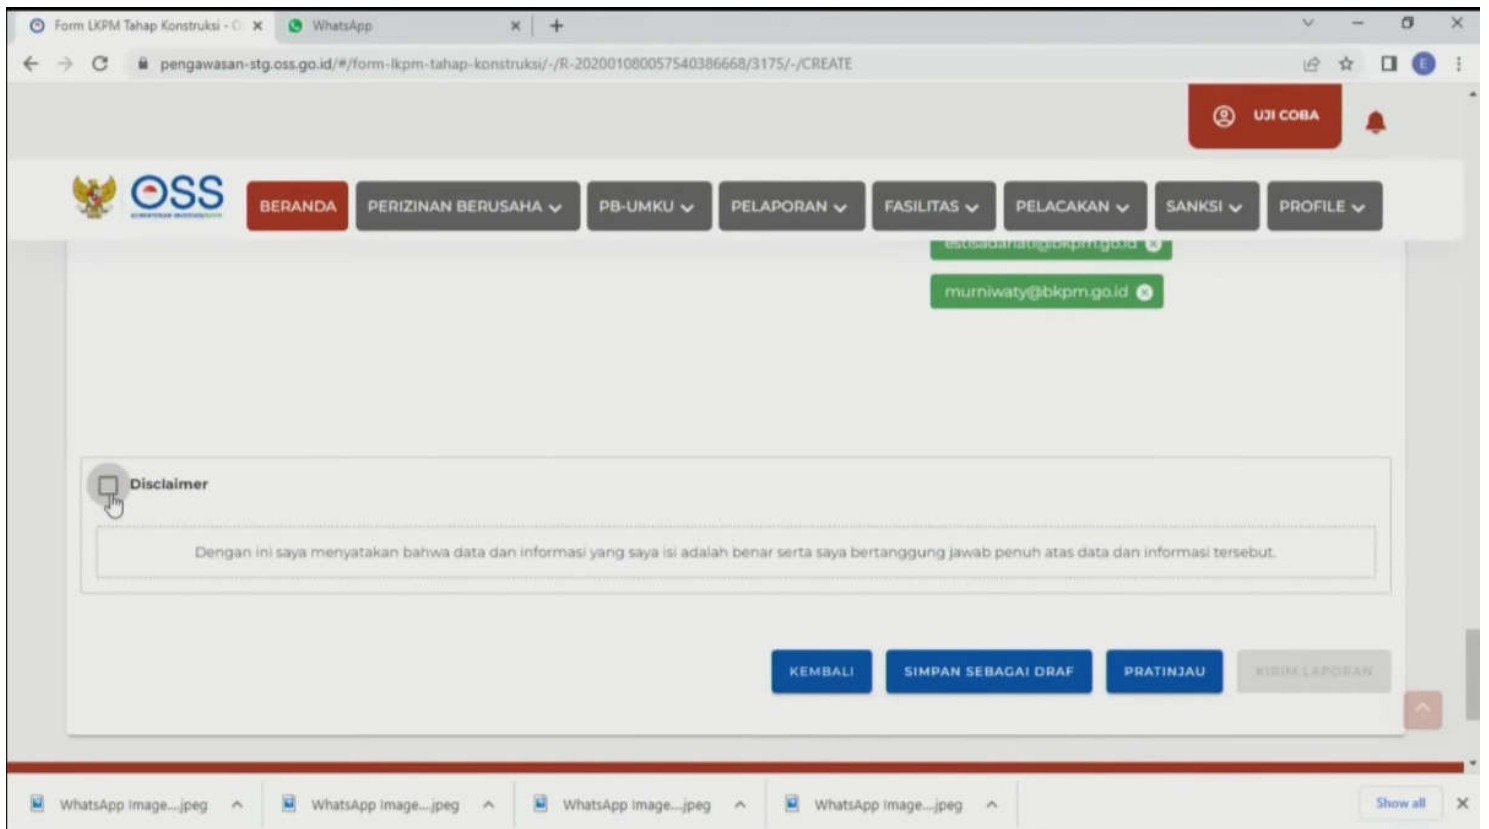 Form LKPM Tahap Konstruksi - O
WhatsApp
pengawasan-stg.oss.go.id/#/form-lkpm-tahap-konstruksi/-/R-202001080057540386668/3175/-/CREATE
E
UJI COBA
OSS
BERANDA
PERIZINAN BERUSAHA
PB-UMKU
PELAPORAN
FASILITAS
PELACAKAN
SANKSI
PROFILE
estisadariati@bkpm.go.id
murniwaty@bkpm.go.id
Disclaimer
Dengan ini saya menyatakan bahwa data dan informasi yang saya isi adalah benar serta saya bertanggung jawab penuh atas data dan informasi tersebut.
KEMBALI
SIMPAN SEBAGAI DRAF
PRATINJAU
KIRIM LAPORAN
WhatsApp Image....jpeg
WhatsApp Image....jpeg
WhatsApp Image....jpeg
WhatsApp Image....jpeg
Show all